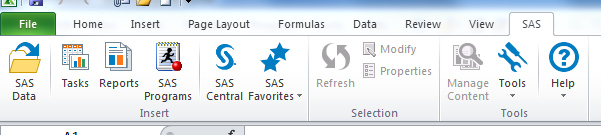 File Home Insert Page Layout Formulas Data Review View SAS
SAS Data Tasks Reports SAS Programs SAS Central SAS Favorites Refresh Modify Properties Manage Content Tools Help
Insert Selection Tools
A1